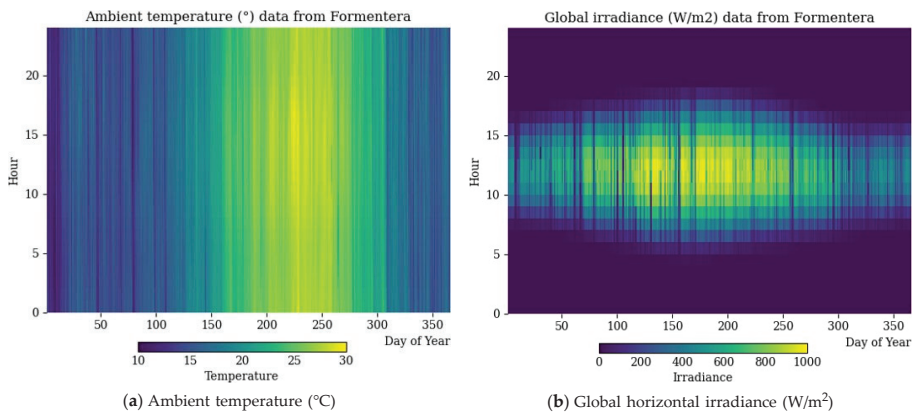 Ambient temperature (°) data from Formentera
20
15
10
5
0
Hour
50 100 150 200 250 300 350
Day of Year
10 15 20 25 30
Temperature
(a) Ambient temperature (°C)
Global irradiance (W/m2) data from Formentera
20
15
10
5
0
Hour
50 100 150 200 250 300 350
Day of Year
0 200 400 600 800 1000
Irradiance
(b) Global horizontal irradiance (W/m²)